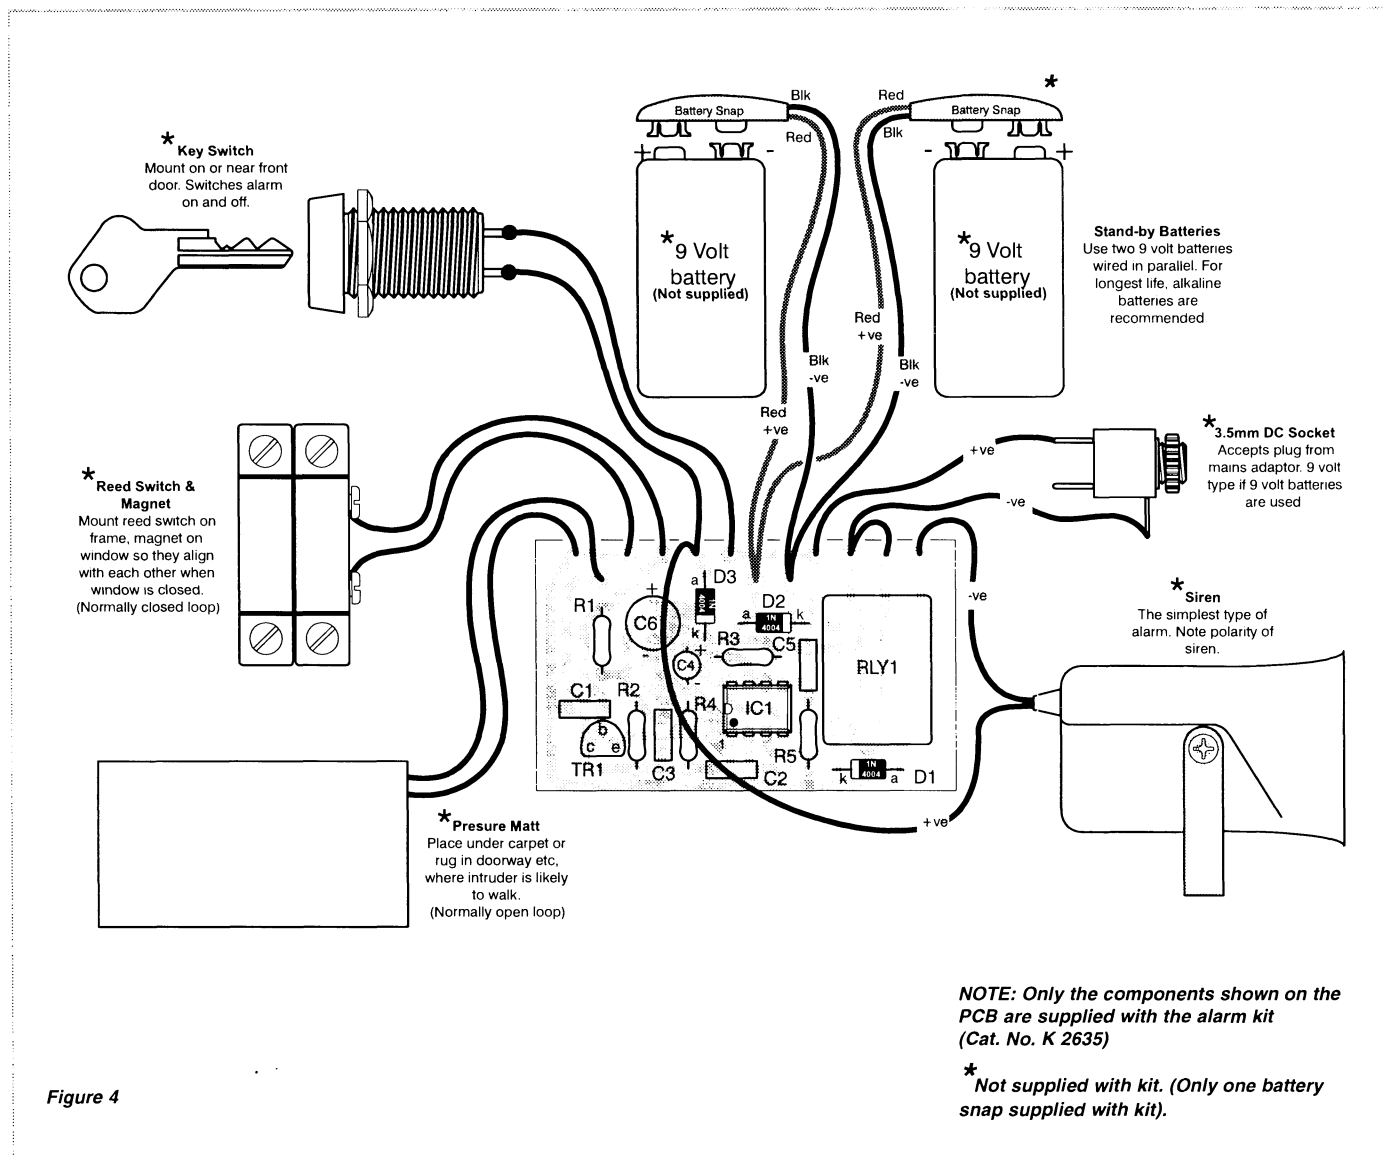 Blk
Battery Snap
Red
*
Red
Battery Snap
Blk
*
Key Switch
Mount on or near front
door. Switches alarm
on and off.
+
-
*
9 Volt
battery
(Not supplied)
-
+
*
9 Volt
battery
(Not supplied)
Stand-by Batteries
Use two 9 volt batteries
wired in parallel. For
longest life, alkaline
batteries are
recommended
Red
+ve
Blk
-ve
Blk
-ve
Red
+ve
*
3.5mm DC Socket
Accepts plug from
mains adaptor. 9 volt
type if 9 volt batteries
are used
+ve
-ve
*
Reed Switch &
Magnet
Mount reed switch on
frame, magnet on
window so they align
with each other when
window is closed.
(Normally closed loop)
*
Siren
The simplest type of
alarm. Note polarity of
siren.
-ve
+ve
R1
+
C6
-
a
D3
1N
4004
k
D2
a
1N
4004
k
R3
C5
+
C4
-
RLY1
C1
R2
R4
D
IC1
1
b
c
e
TR1
C3
C2
R5
k
1N
4004
a
D1
*
Presure Matt
Place under carpet or
rug in doorway etc,
where intruder is likely
to walk.
(Normally open loop)
NOTE: Only the components shown on the
PCB are supplied with the alarm kit
(Cat. No. K 2635)
*
Not supplied with kit. (Only one battery
snap supplied with kit).
Figure 4